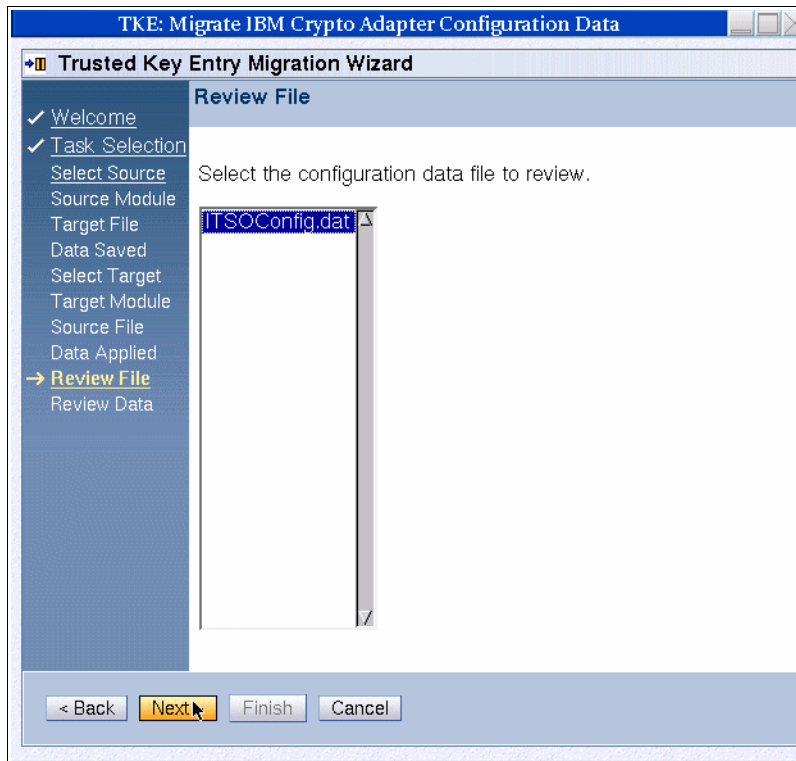 TKE: Migrate IBM Crypto Adapter Configuration Data
Trusted Key Entry Migration Wizard
Welcome
Task Selection
Select Source
Source Module
Target File
Data Saved
Select Target
Target Module
Source File
Data Applied
Review File
Review Data
Review File
Select the configuration data file to review.
ITSOConfig.dat
< Back
Next
Finish
Cancel